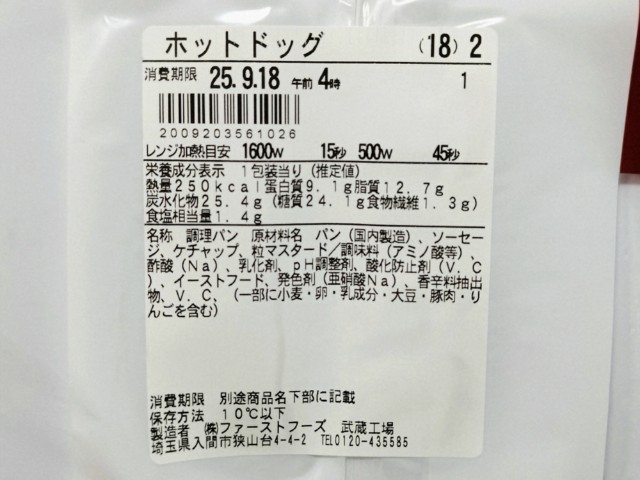 ホットドッグ (18) 2
消費期限 25. 9.18 午前 4時 1
2009203561026
レンジ加熱目安 1600W 15秒 500W 45秒
栄養成分表示 1包装当り (推定値)
熱量250kcal蛋白質9.1g脂質12.7g
炭水化物25.4g(糖質24.1g食物繊維1.3g)
食塩相当量1.4g
名称 調理パン 原材料名 パン(国内製造)、ソーセー
ジ、ケチャップ、粒マスタード/調味料(アミノ酸等)、
酢酸(Na)、乳化剤、pH調整剤、酸化防止剤(V.C
)、イーストフード、発色剤(亜硝酸Na)、香辛料抽出
物、V.C、(一部に小麦・卵・乳成分・大豆・豚肉・り
んごを含む)
消費期限 別途商品名下部に記載
保存方法 10℃以下
製造者 ㈱ファーストフーズ 武蔵工場
埼玉県入間市狭山台4-4-2 TEL0120-435585